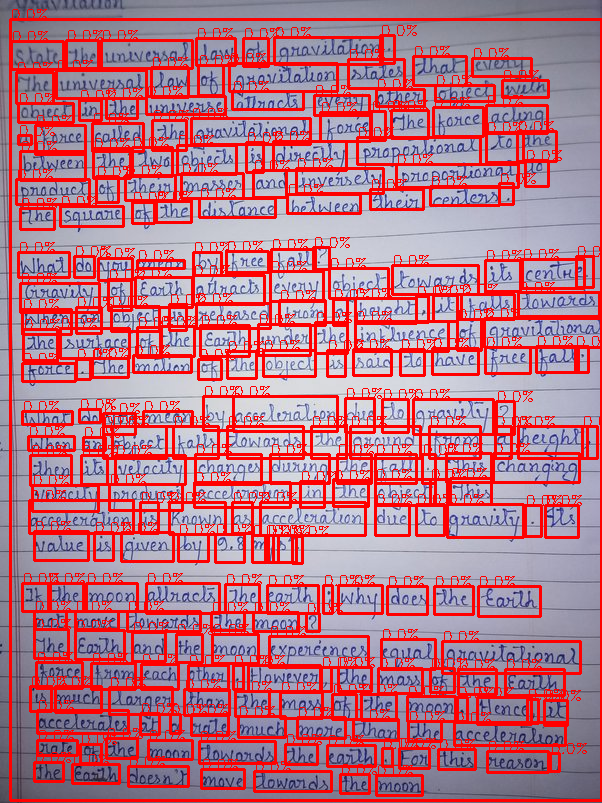 Gravitation
State the universal law of gravitation.
The universal law of gravitation states that every
object in the universe attracts every other object with
a force called the gravitational force. The force acting
between the two objects is directly proportional to the
product of their masses and inversely proportional to
the square of the distance between their centers.
What do you mean by free fall?
Gravity of Earth attracts every object towards its centre.
When an object is released from a height, it falls towards
the surface of the Earth under the influence of gravitational
force. The motion of the object is said to have free fall.
What do you mean by acceleration due to gravity?
When an object falls towards the ground from a height,
then its velocity changes during the fall. This changing
velocity produces acceleration in the object. This
acceleration is known as acceleration due to gravity. Its
value is given by 9.8 m/s²
If the moon attracts the earth, why does the Earth
not move towards the moon?
The Earth and the moon experiences equal gravitational
force from each other. However, the mass of the Earth
is much larger than the mass of the moon. Hence, it
accelerates at a rate much more than the acceleration
rate of the moon towards the earth. For this reason,
the Earth doesn't move towards the moon